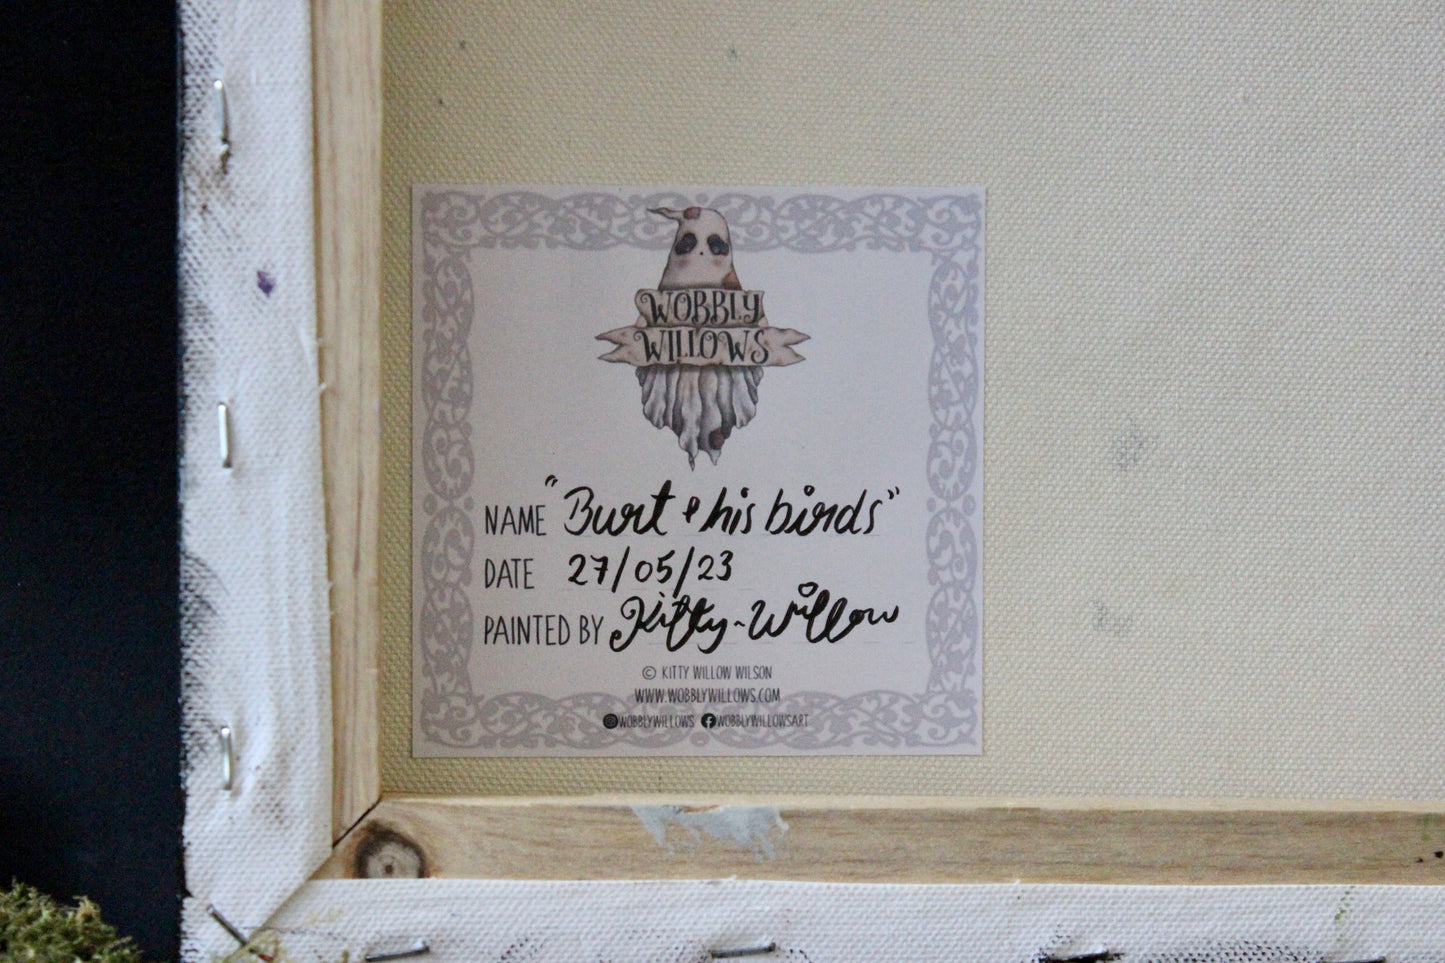 WOBBLY
WILLOWS
NAME "Burt & his birds"
DATE 27/05/23
PAINTED BY Kitty-Willow
© KITTY WILLOW WILSON
WWW.WOBBLYWILLOWS.COM
WOBBLYWILLOWS WOBBLYWILLOWSART